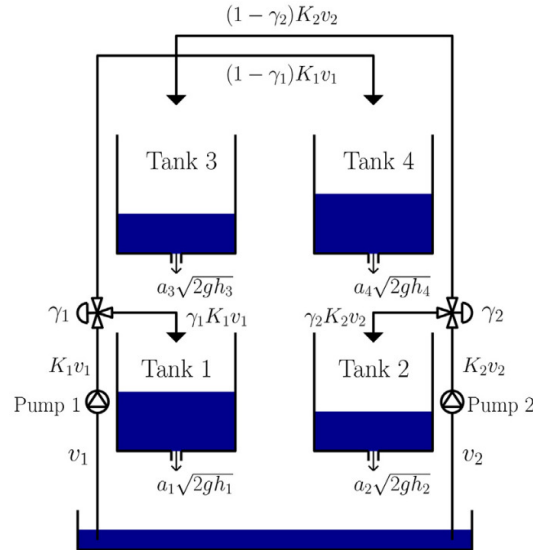 (1 − γ₂)K₂v₂
(1 − γ₁)K₁v₁
Tank 3
Tank 4
a₃√2gh₃
a₄√2gh₄
γ₁
γ₁K₁v₁
γ₂K₂v₂
γ₂
K₁v₁
Tank 1
Tank 2
K₂v₂
Pump 1
Pump 2
v₁
a₁√2gh₁
a₂√2gh₂
v₂